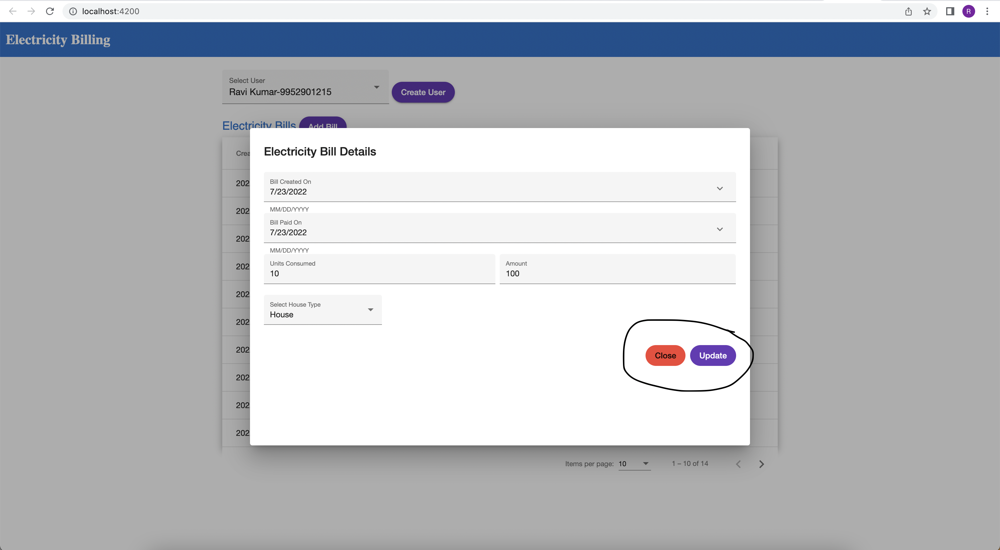 localhost:4200
R
Electricity Billing
Select User
Ravi Kumar-9952901215
Create User
Electricity Bills Add Bill
Electricity Bill Details
Bill Created On
7/23/2022
MM/DD/YYYY
Bill Paid On
7/23/2022
MM/DD/YYYY
Units Consumed
10
Amount
100
Select House Type
House
Close Update
Crea
202
202
202
202
202
202
202
202
202
202
Items per page: 10 1 – 10 of 14